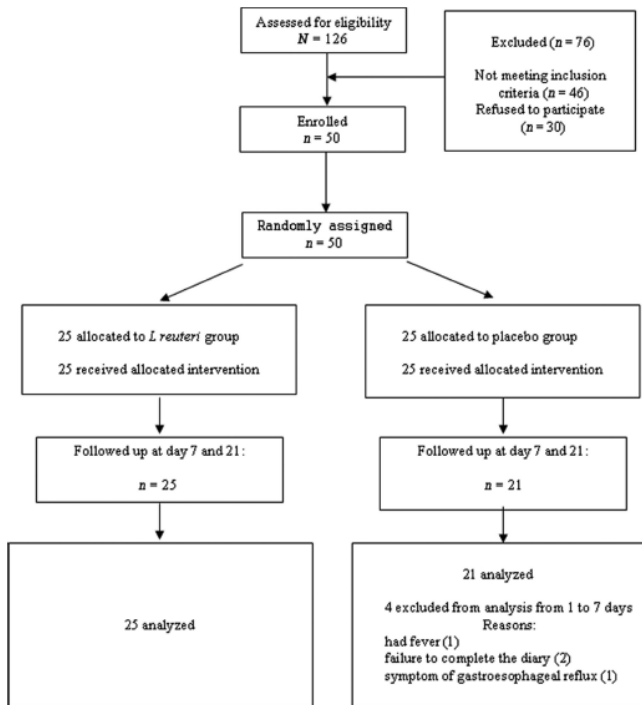 Assessed for eligibility
N = 126
Excluded (n = 76)
Not meeting inclusion
criteria (n = 46)
Refused to participate
(n = 30)
Enrolled
n = 50
Randomly assigned
n = 50
25 allocated to L reuteri group
25 received allocated intervention
25 allocated to placebo group
25 received allocated intervention
Followed up at day 7 and 21:
n = 25
Followed up at day 7 and 21:
n = 21
25 analyzed
21 analyzed
4 excluded from analysis from 1 to 7 days
Reasons:
had fever (1)
failure to complete the diary (2)
symptom of gastroesophageal reflux (1)